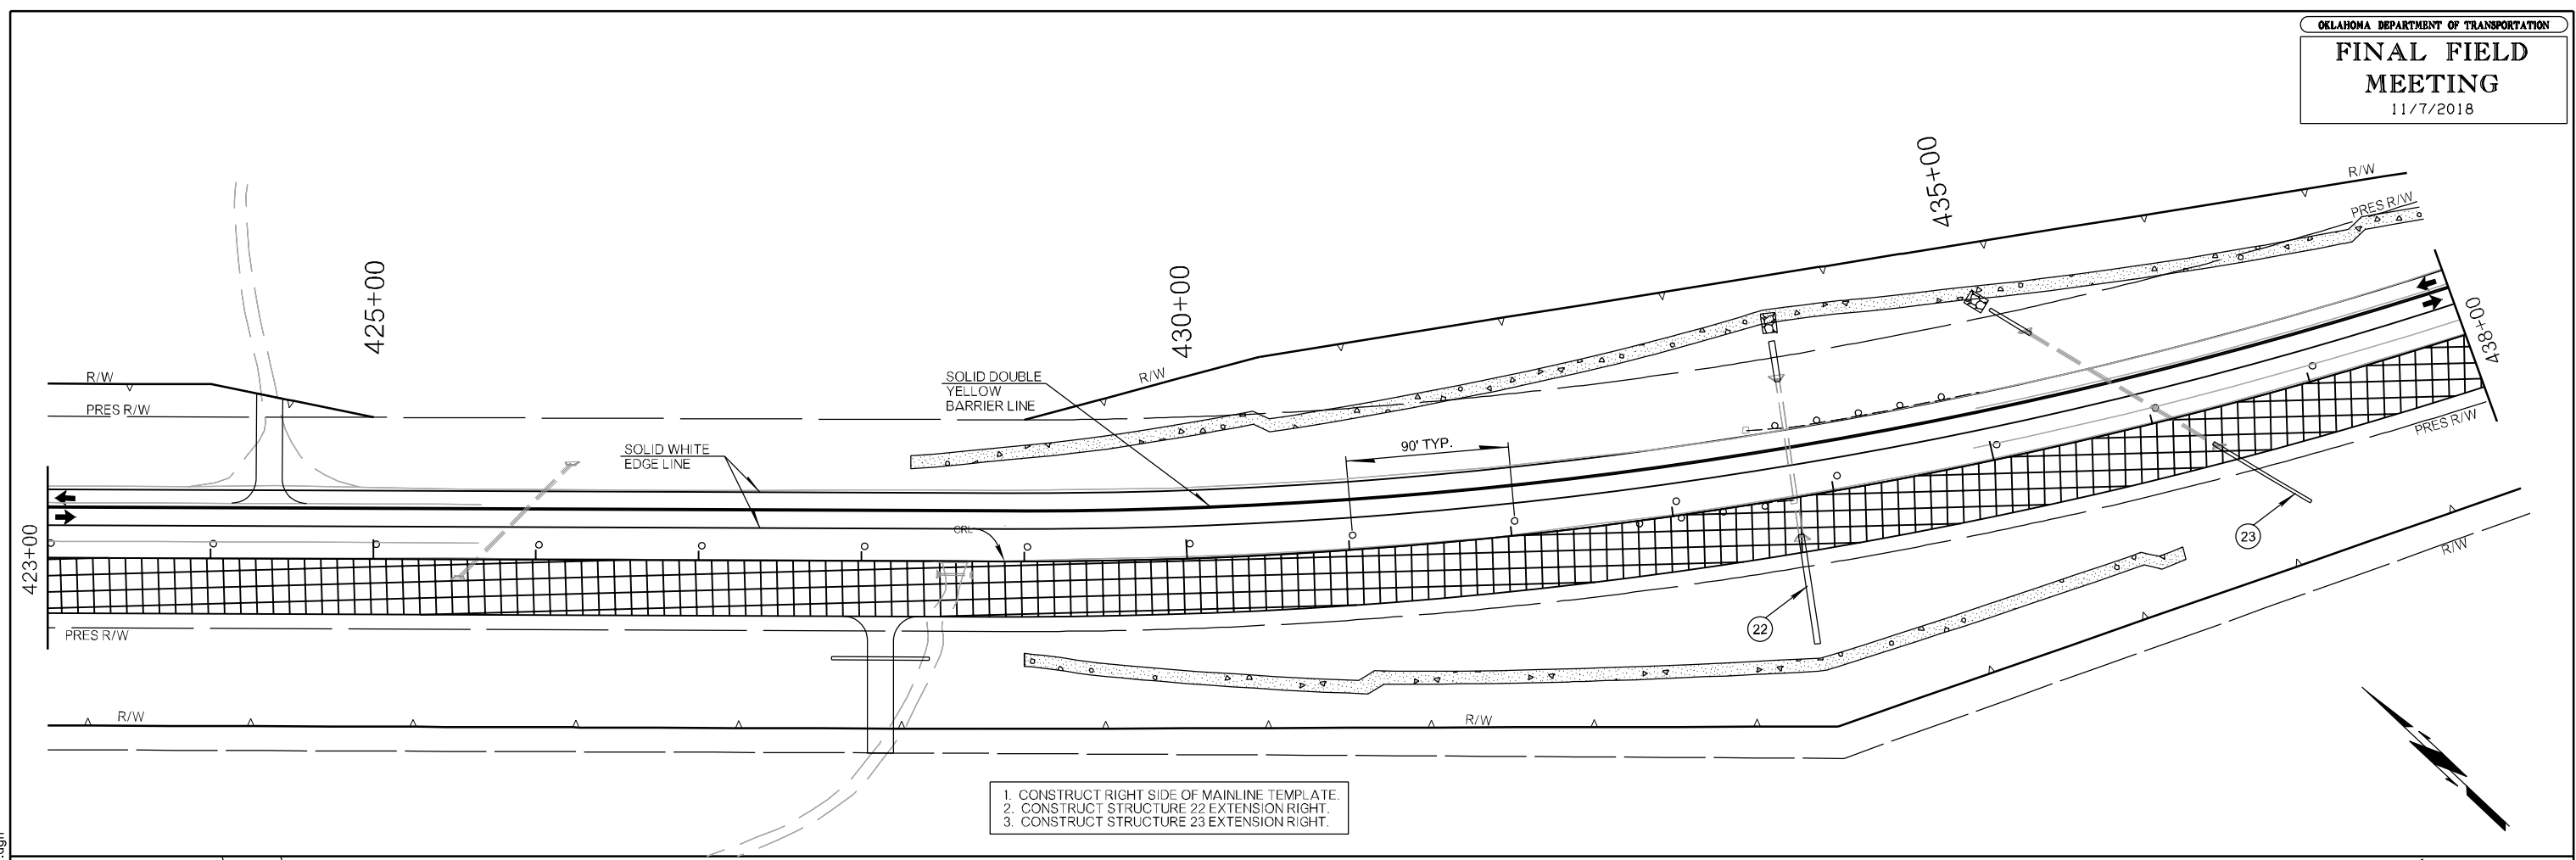 OKLAHOMA DEPARTMENT OF TRANSPORTATION
FINAL FIELD
MEETING
11/7/2018
435+00
R/W
PRES R/W
425+00
430+00
438+00
R/W
R/W
SOLID DOUBLE
YELLOW
BARRIER LINE
PRES R/W
SOLID WHITE
EDGE LINE
90' TYP.
PRES R/W
423+00
CRL
23
R/W
22
PRES R/W
R/W
R/W
1. CONSTRUCT RIGHT SIDE OF MAINLINE TEMPLATE.
2. CONSTRUCT STRUCTURE 22 EXTENSION RIGHT.
3. CONSTRUCT STRUCTURE 23 EXTENSION RIGHT.